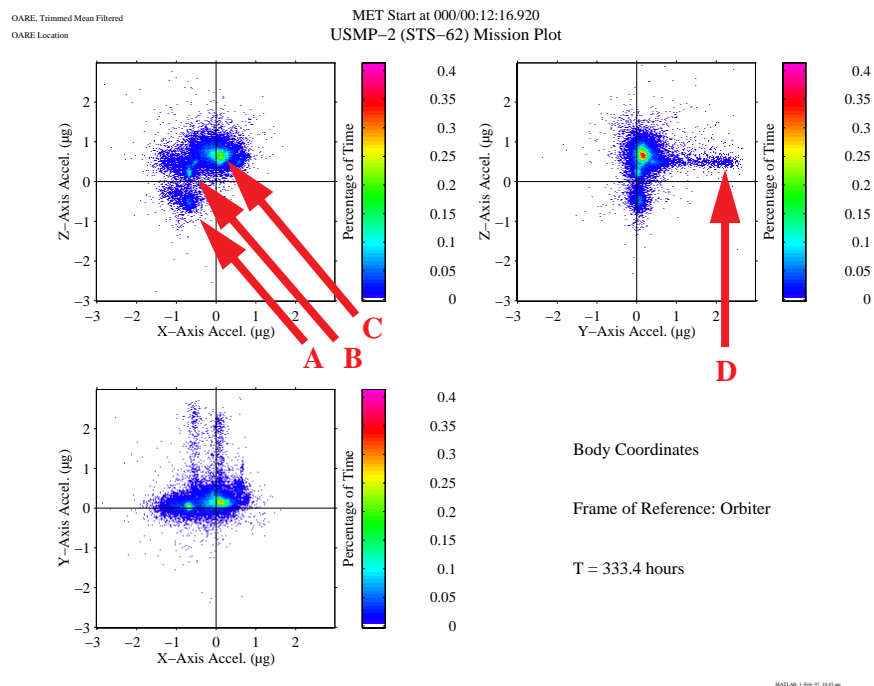 OARE, Trimmed Mean Filtered
OARE Location
MET Start at 000/00:12:16.920
USMP−2 (STS−62) Mission Plot
Z−Axis Accel. (µg)
2
1
0
−1
−2
−3
−3 −2 −1 0 1 2
X−Axis Accel. (µg)
Percentage of Time
0.4
0.35
0.3
0.25
0.2
0.15
0.1
0.05
0
A
B
C
Z−Axis Accel. (µg)
2
1
0
−1
−2
−3
−3 −2 −1 0 1 2
Y−Axis Accel. (µg)
Percentage of Time
0.4
0.35
0.3
0.25
0.2
0.15
0.1
0.05
0
D
Y−Axis Accel. (µg)
2
1
0
−1
−2
−3
−3 −2 −1 0 1 2
X−Axis Accel. (µg)
Percentage of Time
0.4
0.35
0.3
0.25
0.2
0.15
0.1
0.05
0
Body Coordinates
Frame of Reference: Orbiter
T = 333.4 hours
MATLAB: 1−Feb−97, 10:45 am